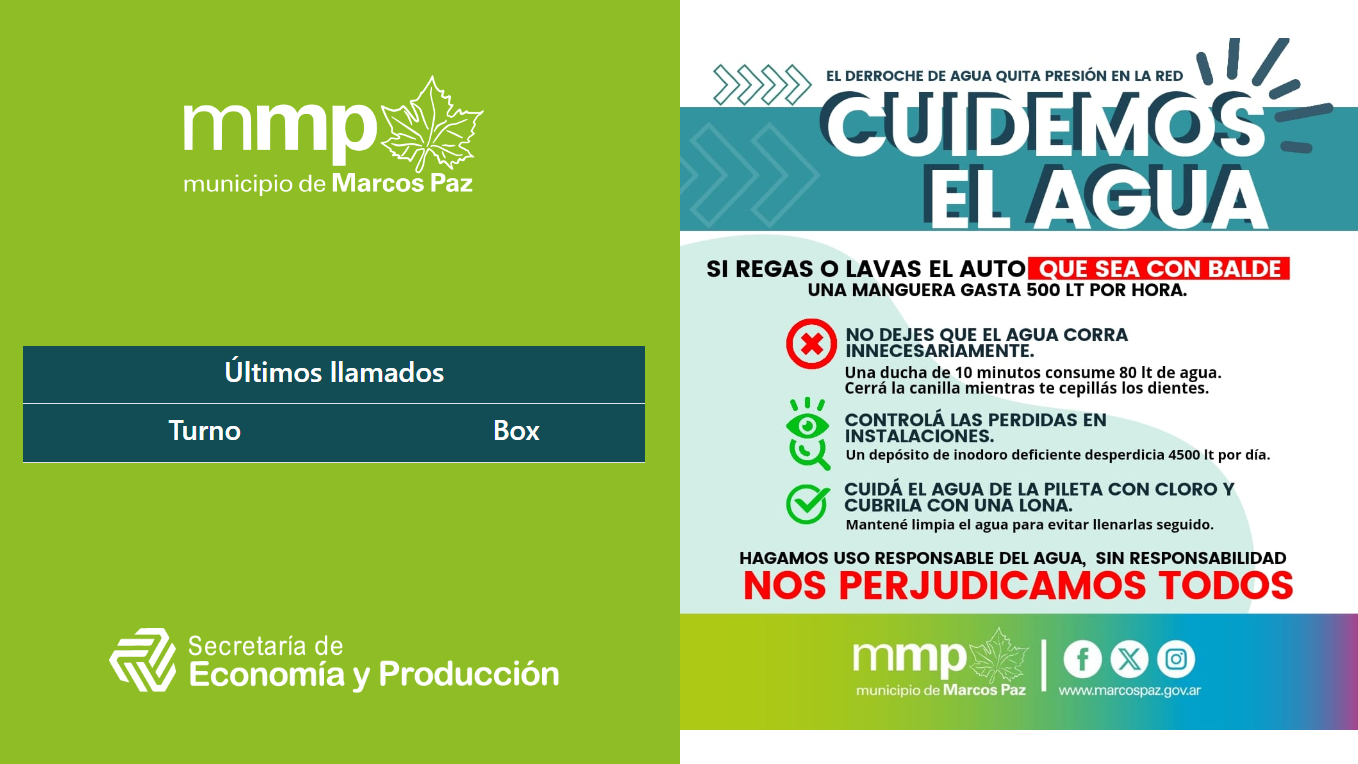 mmp
municipio de Marcos Paz
Últimos llamados
Turno Box
Secretaría de
Economía y Producción
EL DERROCHE DE AGUA QUITA PRESIÓN EN LA RED
CUIDEMOS
EL AGUA
SI REGAS O LAVAS EL AUTO QUE SEA CON BALDE
UNA MANGUERA GASTA 500 LT POR HORA.
NO DEJES QUE EL AGUA CORRA
INNECESARIAMENTE.
Una ducha de 10 minutos consume 80 lt de agua.
Cerrá la canilla mientras te cepillás los dientes.
CONTROLÁ LAS PERDIDAS EN
INSTALACIONES.
Un depósito de inodoro deficiente desperdicia 4500 lt por día.
CUIDÁ EL AGUA DE LA PILETA CON CLORO Y
CUBRILA CON UNA LONA.
Mantené limpia el agua para evitar llenarlas seguido.
HAGAMOS USO RESPONSABLE DEL AGUA, SIN RESPONSABILIDAD
NOS PERJUDICAMOS TODOS
mmp
municipio de Marcos Paz
www.marcospaz.gov.ar